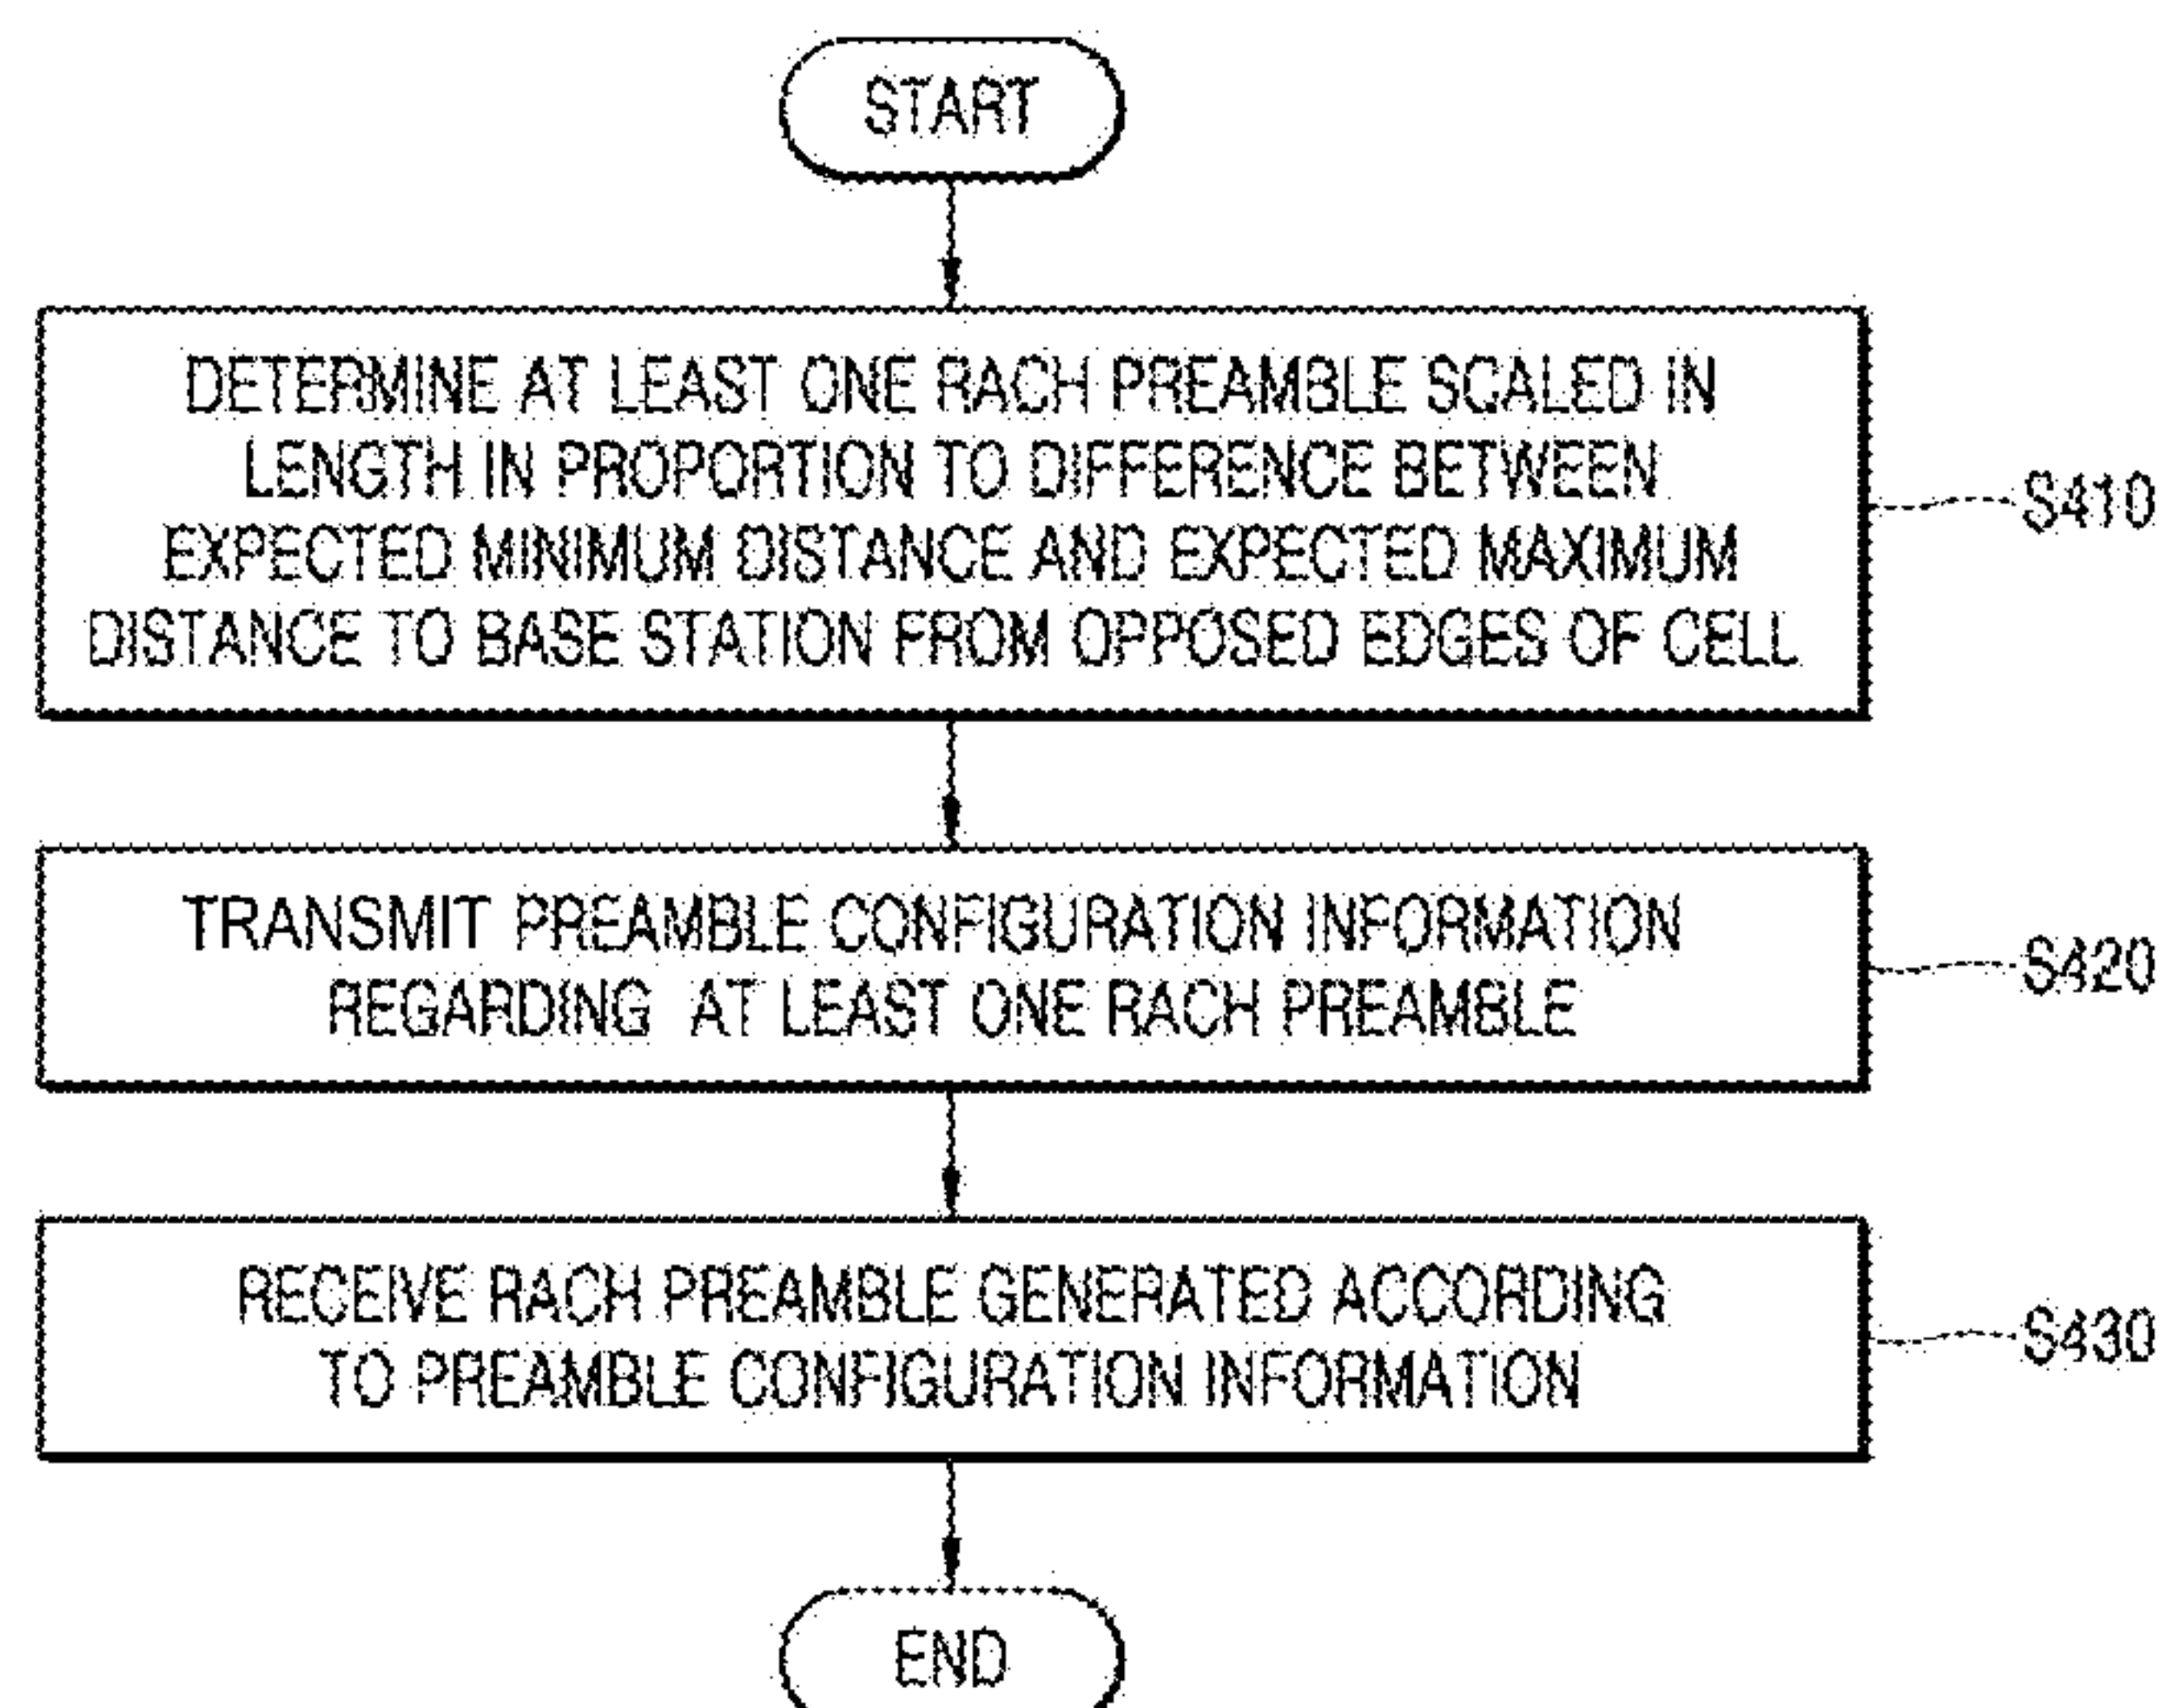 START
DETERMINE AT LEAST ONE RACH PREAMBLE SCALED IN
LENGTH IN PROPORTION TO DIFFERENCE BETWEEN
EXPECTED MINIMUM DISTANCE AND EXPECTED MAXIMUM
DISTANCE TO BASE STATION FROM OPPOSED EDGES OF CELL
S410
TRANSMIT PREAMBLE CONFIGURATION INFORMATION
REGARDING AT LEAST ONE RACH PREAMBLE
S420
RECEIVE RACH PREAMBLE GENERATED ACCORDING
TO PREAMBLE CONFIGURATION INFORMATION
S430
END